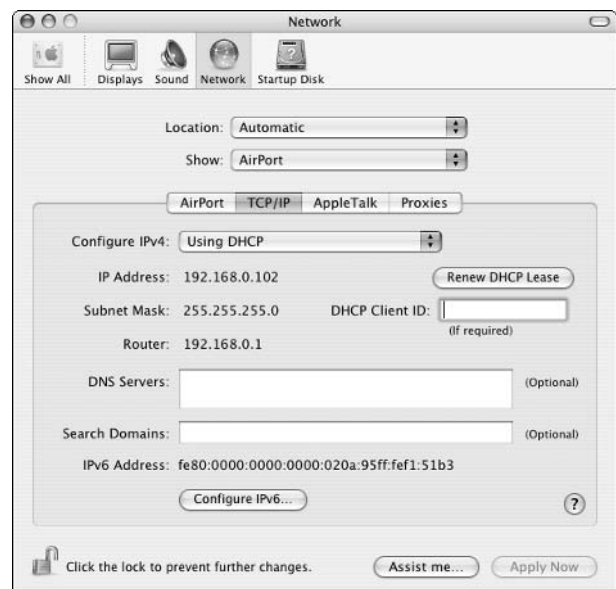 Network
Show All Displays Sound Network Startup Disk
Location: Automatic
Show: AirPort
AirPort TCP/IP AppleTalk Proxies
Configure IPv4: Using DHCP
IP Address: 192.168.0.102 Renew DHCP Lease
Subnet Mask: 255.255.255.0 DHCP Client ID:
(If required)
Router: 192.168.0.1
DNS Servers: (Optional)
Search Domains: (Optional)
IPv6 Address: fe80:0000:0000:0000:020a:95ff:fef1:51b3
Configure IPv6... ?
Click the lock to prevent further changes. Assist me... Apply Now